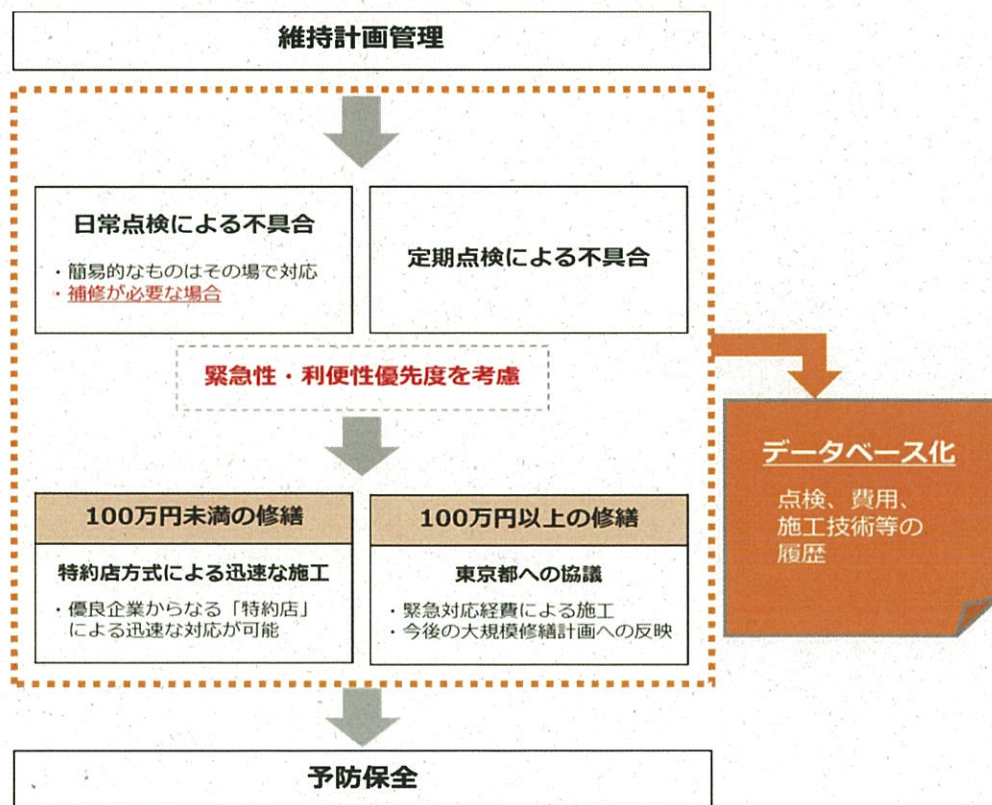 維持計画管理
日常点検による不具合
・簡易的なものはその場で対応
・補修が必要な場合
定期点検による不具合
緊急性・利便性優先度を考慮
100万円未満の修繕
特約店方式による迅速な施工
・優良企業からなる「特約店」
による迅速な対応が可能
100万円以上の修繕
東京都への協議
・緊急対応経費による施工
・今後の大規模修繕計画への反映
データベース化
点検、費用、
施工技術等の
履歴
予防保全